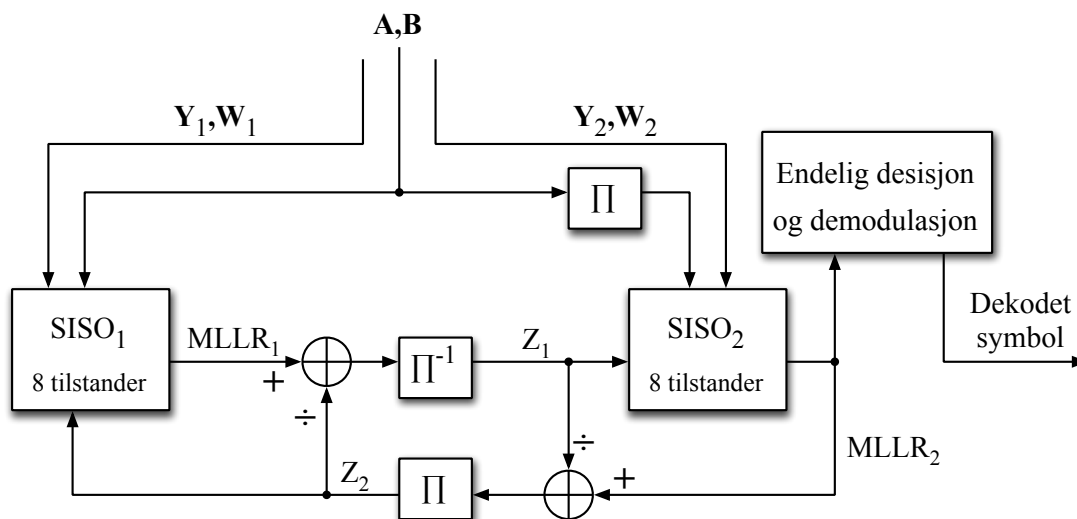 A,B
Y₁,W₁
Y₂,W₂
∏
Endelig desisjon
og demodulasjon
Dekodet
symbol
SISO₁
8 tilstander
MLLR₁
+
÷
∏⁻¹
Z₁
÷
SISO₂
8 tilstander
MLLR₂
Z₂
∏
+